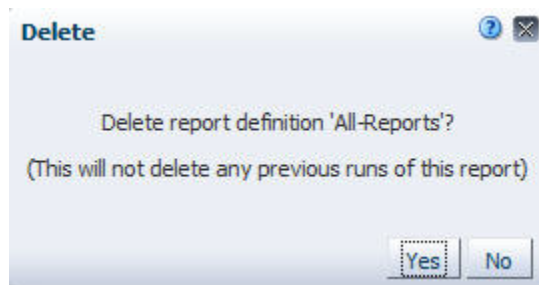 Delete
Delete report definition 'All-Reports'?
(This will not delete any previous runs of this report)
Yes No